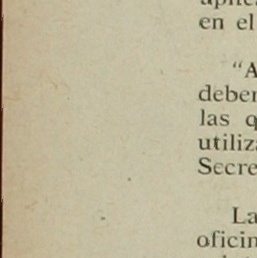 en el
“A
deber
las q
utiliza
Secre
La
oficin